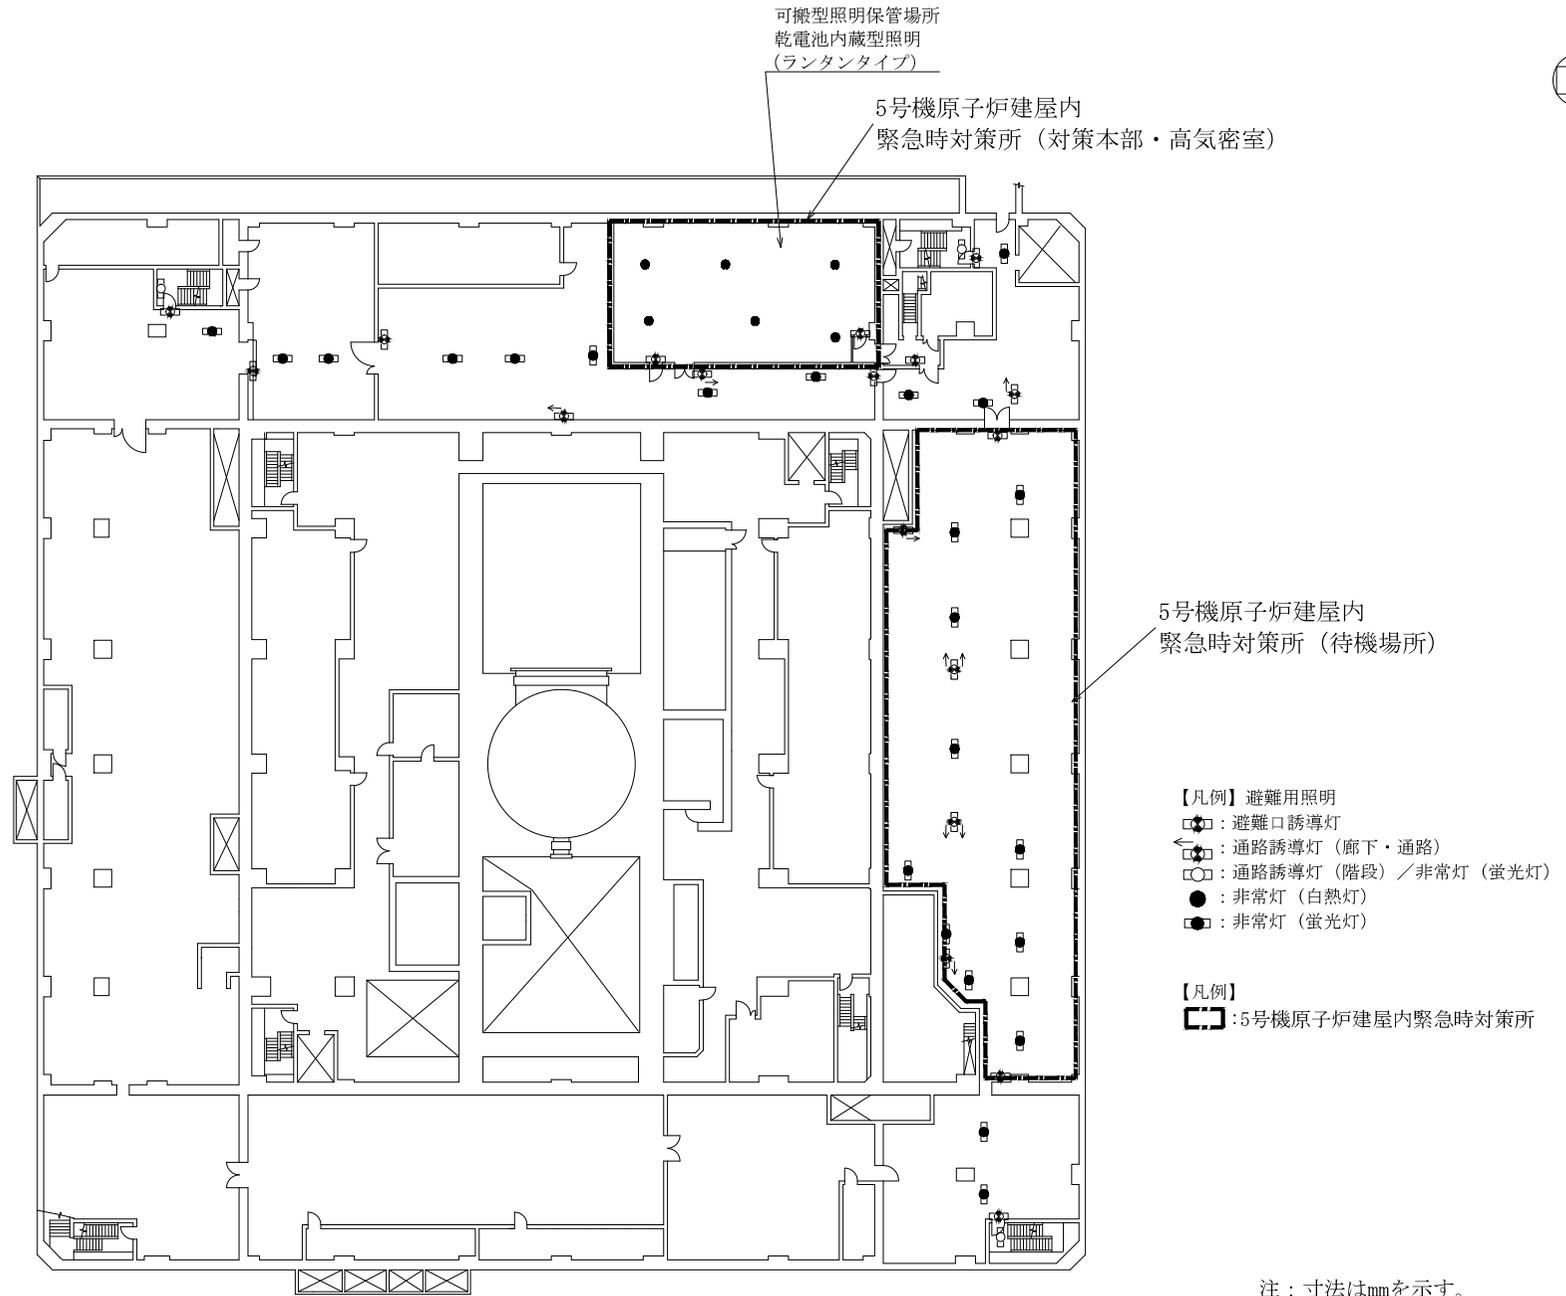 可搬型照明保管場所
乾電池内蔵型照明
(ランタンタイプ)
5号機原子炉建屋内
緊急時対策所（対策本部・高気密室）
5号機原子炉建屋内
緊急時対策所（待機場所）
【凡例】避難用照明
：避難口誘導灯
：通路誘導灯（廊下・通路）
：通路誘導灯（階段）／非常灯（蛍光灯）
：非常灯（白熱灯）
：非常灯（蛍光灯）
【凡例】
:5号機原子炉建屋内緊急時対策所
注：寸法はmmを示す。